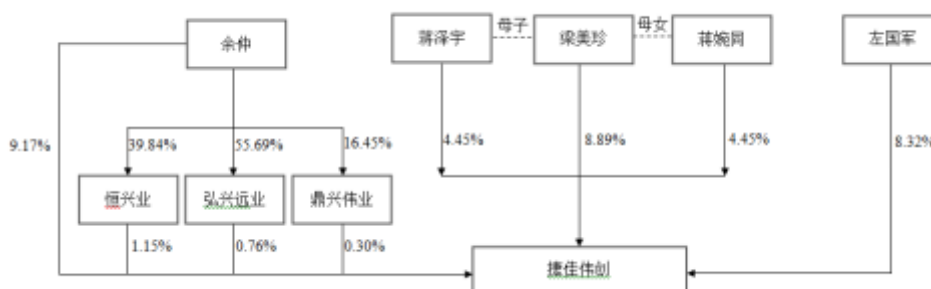 余仲
蒋泽宇
母子
梁美珍
母女
蒋婉同
左国军
9.17%
39.84%
55.69%
16.45%
4.45%
8.89%
4.45%
8.32%
恒兴业
弘兴远业
鼎兴伟业
1.15%
0.76%
0.30%
捷佳伟创